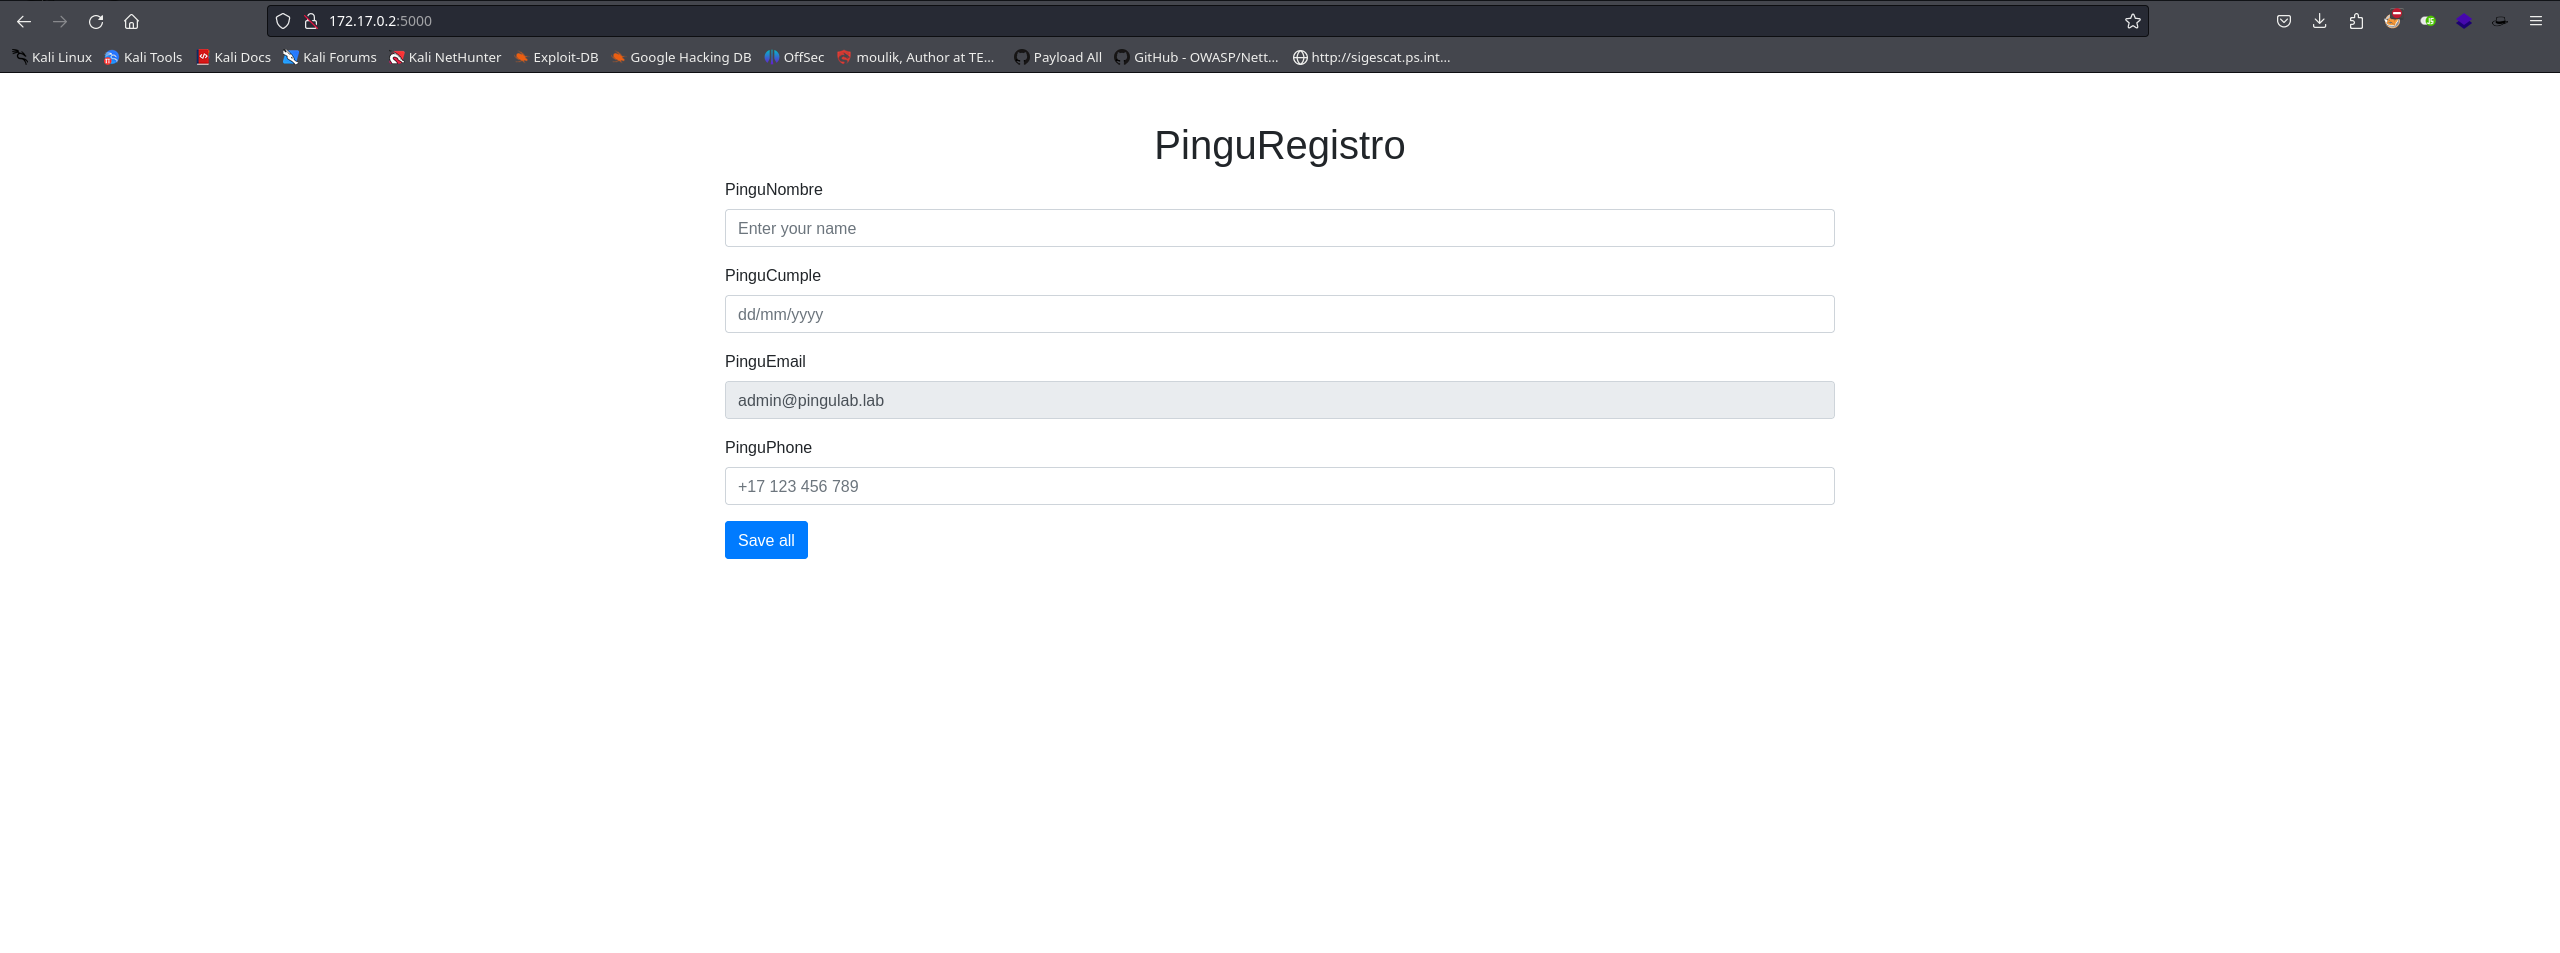 172.17.0.2:5000
Kali Linux Kali Tools Kali Docs Kali Forums Kali NetHunter Exploit-DB Google Hacking DB OffSec moulik, Author at TE... Payload All GitHub - OWASP/Nett... http://sigescat.ps.int...
PinguRegistro
PinguNombre
Enter your name
PinguCumple
dd/mm/yyyy
PinguEmail
admin@pingulab.lab
PinguPhone
+17 123 456 789
Save all